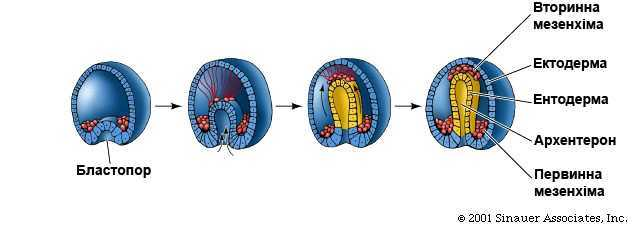 Вторинна
мезенхіма
Ектодерма
Ентодерма
Архентерон
Первинна
мезенхіма
Бластопор
© 2001 Sinauer Associates, Inc.